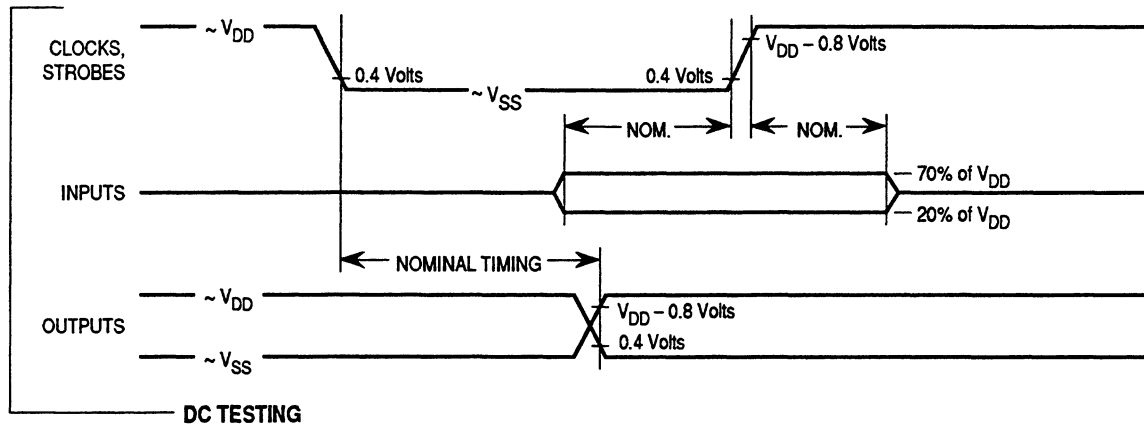 CLOCKS,
STROBES
~ VDD
0.4 Volts
~ VSS
0.4 Volts
VDD – 0.8 Volts
NOM.
NOM.
INPUTS
70% of VDD
20% of VDD
NOMINAL TIMING
OUTPUTS
~ VDD
VDD – 0.8 Volts
0.4 Volts
~ VSS
DC TESTING